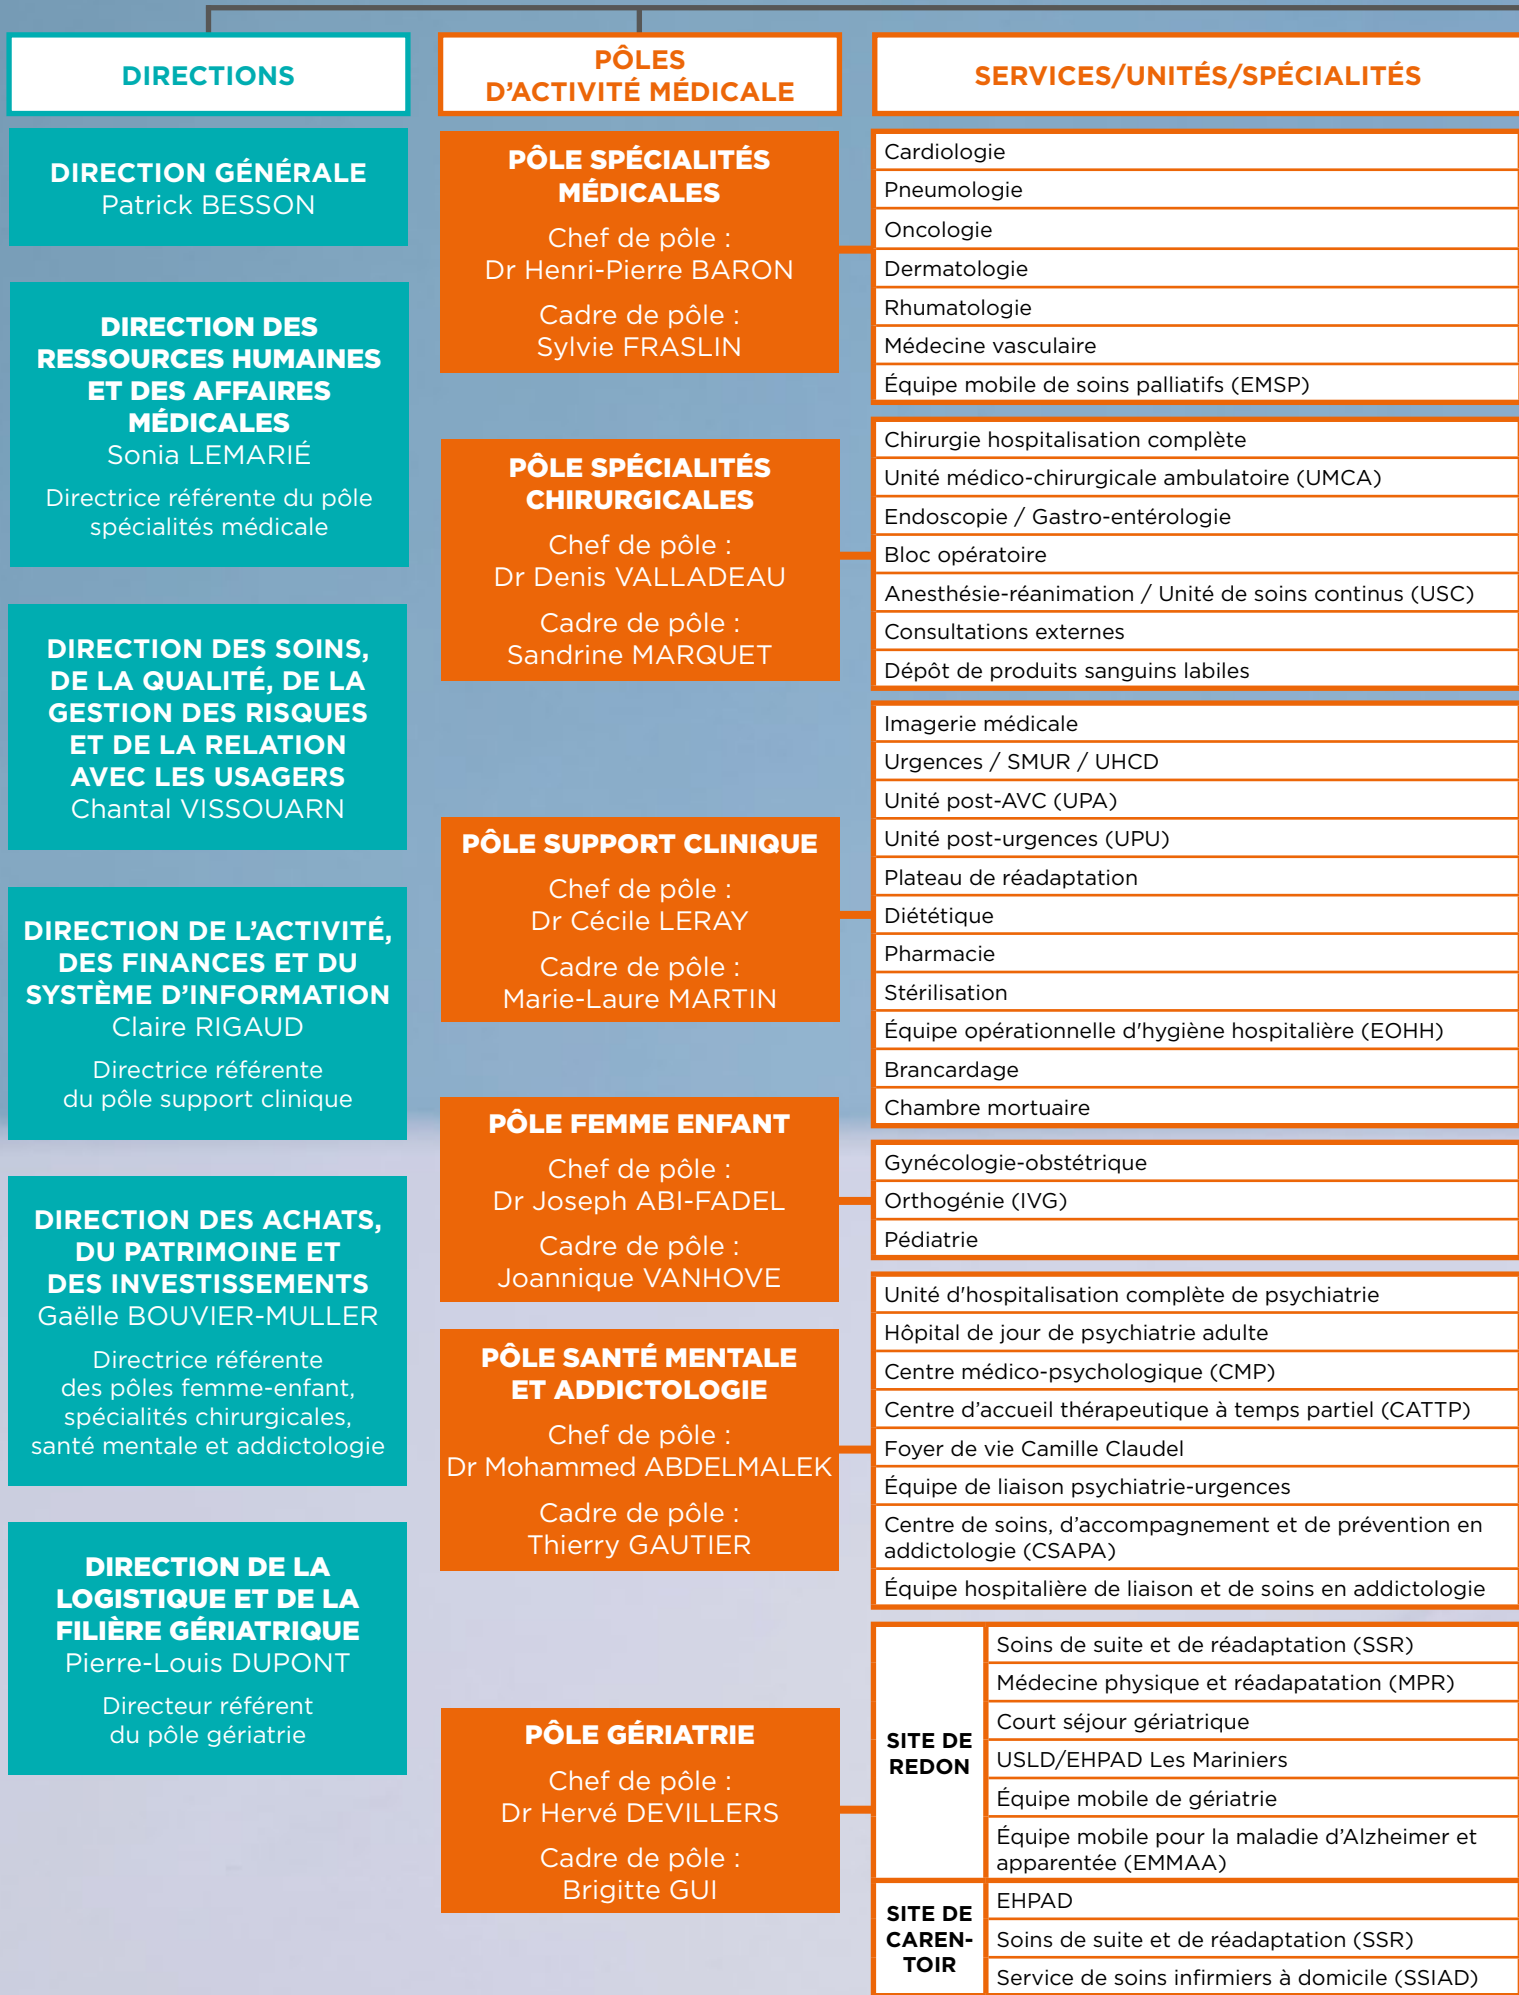 DIRECTIONS
DIRECTION GÉNÉRALE
Patrick BESSON
DIRECTION DES
RESSOURCES HUMAINES
ET DES AFFAIRES
MÉDICALES
Sonia LEMARIÉ
Directrice référente du pôle
spécialités médicale
DIRECTION DES SOINS,
DE LA QUALITÉ, DE LA
GESTION DES RISQUES
ET DE LA RELATION
AVEC LES USAGERS
Chantal VISSOUARN
DIRECTION DE L’ACTIVITÉ,
DES FINANCES ET DU
SYSTÈME D’INFORMATION
Claire RIGAUD
Directrice référente
du pôle support clinique
DIRECTION DES ACHATS,
DU PATRIMOINE ET
DES INVESTISSEMENTS
Gaëlle BOUVIER-MULLER
Directrice référente
des pôles femme-enfant,
spécialités chirurgicales,
santé mentale et addictologie
DIRECTION DE LA
LOGISTIQUE ET DE LA
FILIÈRE GÉRIATRIQUE
Pierre-Louis DUPONT
Directeur référent
du pôle gériatrie
PÔLES
D’ACTIVITÉ MÉDICALE
SERVICES/UNITÉS/SPÉCIALITÉS
PÔLE SPÉCIALITÉS
MÉDICALES
Chef de pôle :
Dr Henri-Pierre BARON
Cadre de pôle :
Sylvie FRASLIN
Cardiologie
Pneumologie
Oncologie
Dermatologie
Rhumatologie
Médecine vasculaire
Équipe mobile de soins palliatifs (EMSP)
PÔLE SPÉCIALITÉS
CHIRURGICALES
Chef de pôle :
Dr Denis VALLADEAU
Cadre de pôle :
Sandrine MARQUET
Chirurgie hospitalisation complète
Unité médico-chirurgicale ambulatoire (UMCA)
Endoscopie / Gastro-entérologie
Bloc opératoire
Anesthésie-réanimation / Unité de soins continus (USC)
Consultations externes
Dépôt de produits sanguins labiles
PÔLE SUPPORT CLINIQUE
Chef de pôle :
Dr Cécile LERAY
Cadre de pôle :
Marie-Laure MARTIN
Imagerie médicale
Urgences / SMUR / UHCD
Unité post-AVC (UPA)
Unité post-urgences (UPU)
Plateau de réadaptation
Diététique
Pharmacie
Stérilisation
Équipe opérationnelle d'hygiène hospitalière (EOHH)
Brancardage
Chambre mortuaire
PÔLE FEMME ENFANT
Chef de pôle :
Dr Joseph ABI-FADEL
Cadre de pôle :
Joannique VANHOVE
Gynécologie-obstétrique
Orthogénie (IVG)
Pédiatrie
PÔLE SANTÉ MENTALE
ET ADDICTOLOGIE
Chef de pôle :
Dr Mohammed ABDELMALEK
Cadre de pôle :
Thierry GAUTIER
Unité d'hospitalisation complète de psychiatrie
Hôpital de jour de psychiatrie adulte
Centre médico-psychologique (CMP)
Centre d’accueil thérapeutique à temps partiel (CATTP)
Foyer de vie Camille Claudel
Équipe de liaison psychiatrie-urgences
Centre de soins, d’accompagnement et de prévention en
addictologie (CSAPA)
Équipe hospitalière de liaison et de soins en addictologie
PÔLE GÉRIATRIE
Chef de pôle :
Dr Hervé DEVILLERS
Cadre de pôle :
Brigitte GUI
SITE DE
REDON
Soins de suite et de réadaptation (SSR)
Médecine physique et réadapatation (MPR)
Court séjour gériatrique
USLD/EHPAD Les Mariniers
Équipe mobile de gériatrie
Équipe mobile pour la maladie d’Alzheimer et
apparentée (EMMAA)
SITE DE
CAREN-
TOIR
EHPAD
Soins de suite et de réadaptation (SSR)
Service de soins infirmiers à domicile (SSIAD)